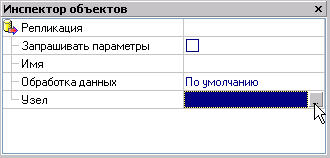 Инспектор объектов
Репликация
Запрашивать параметры
Имя
Обработка данных По умолчанию
Узел